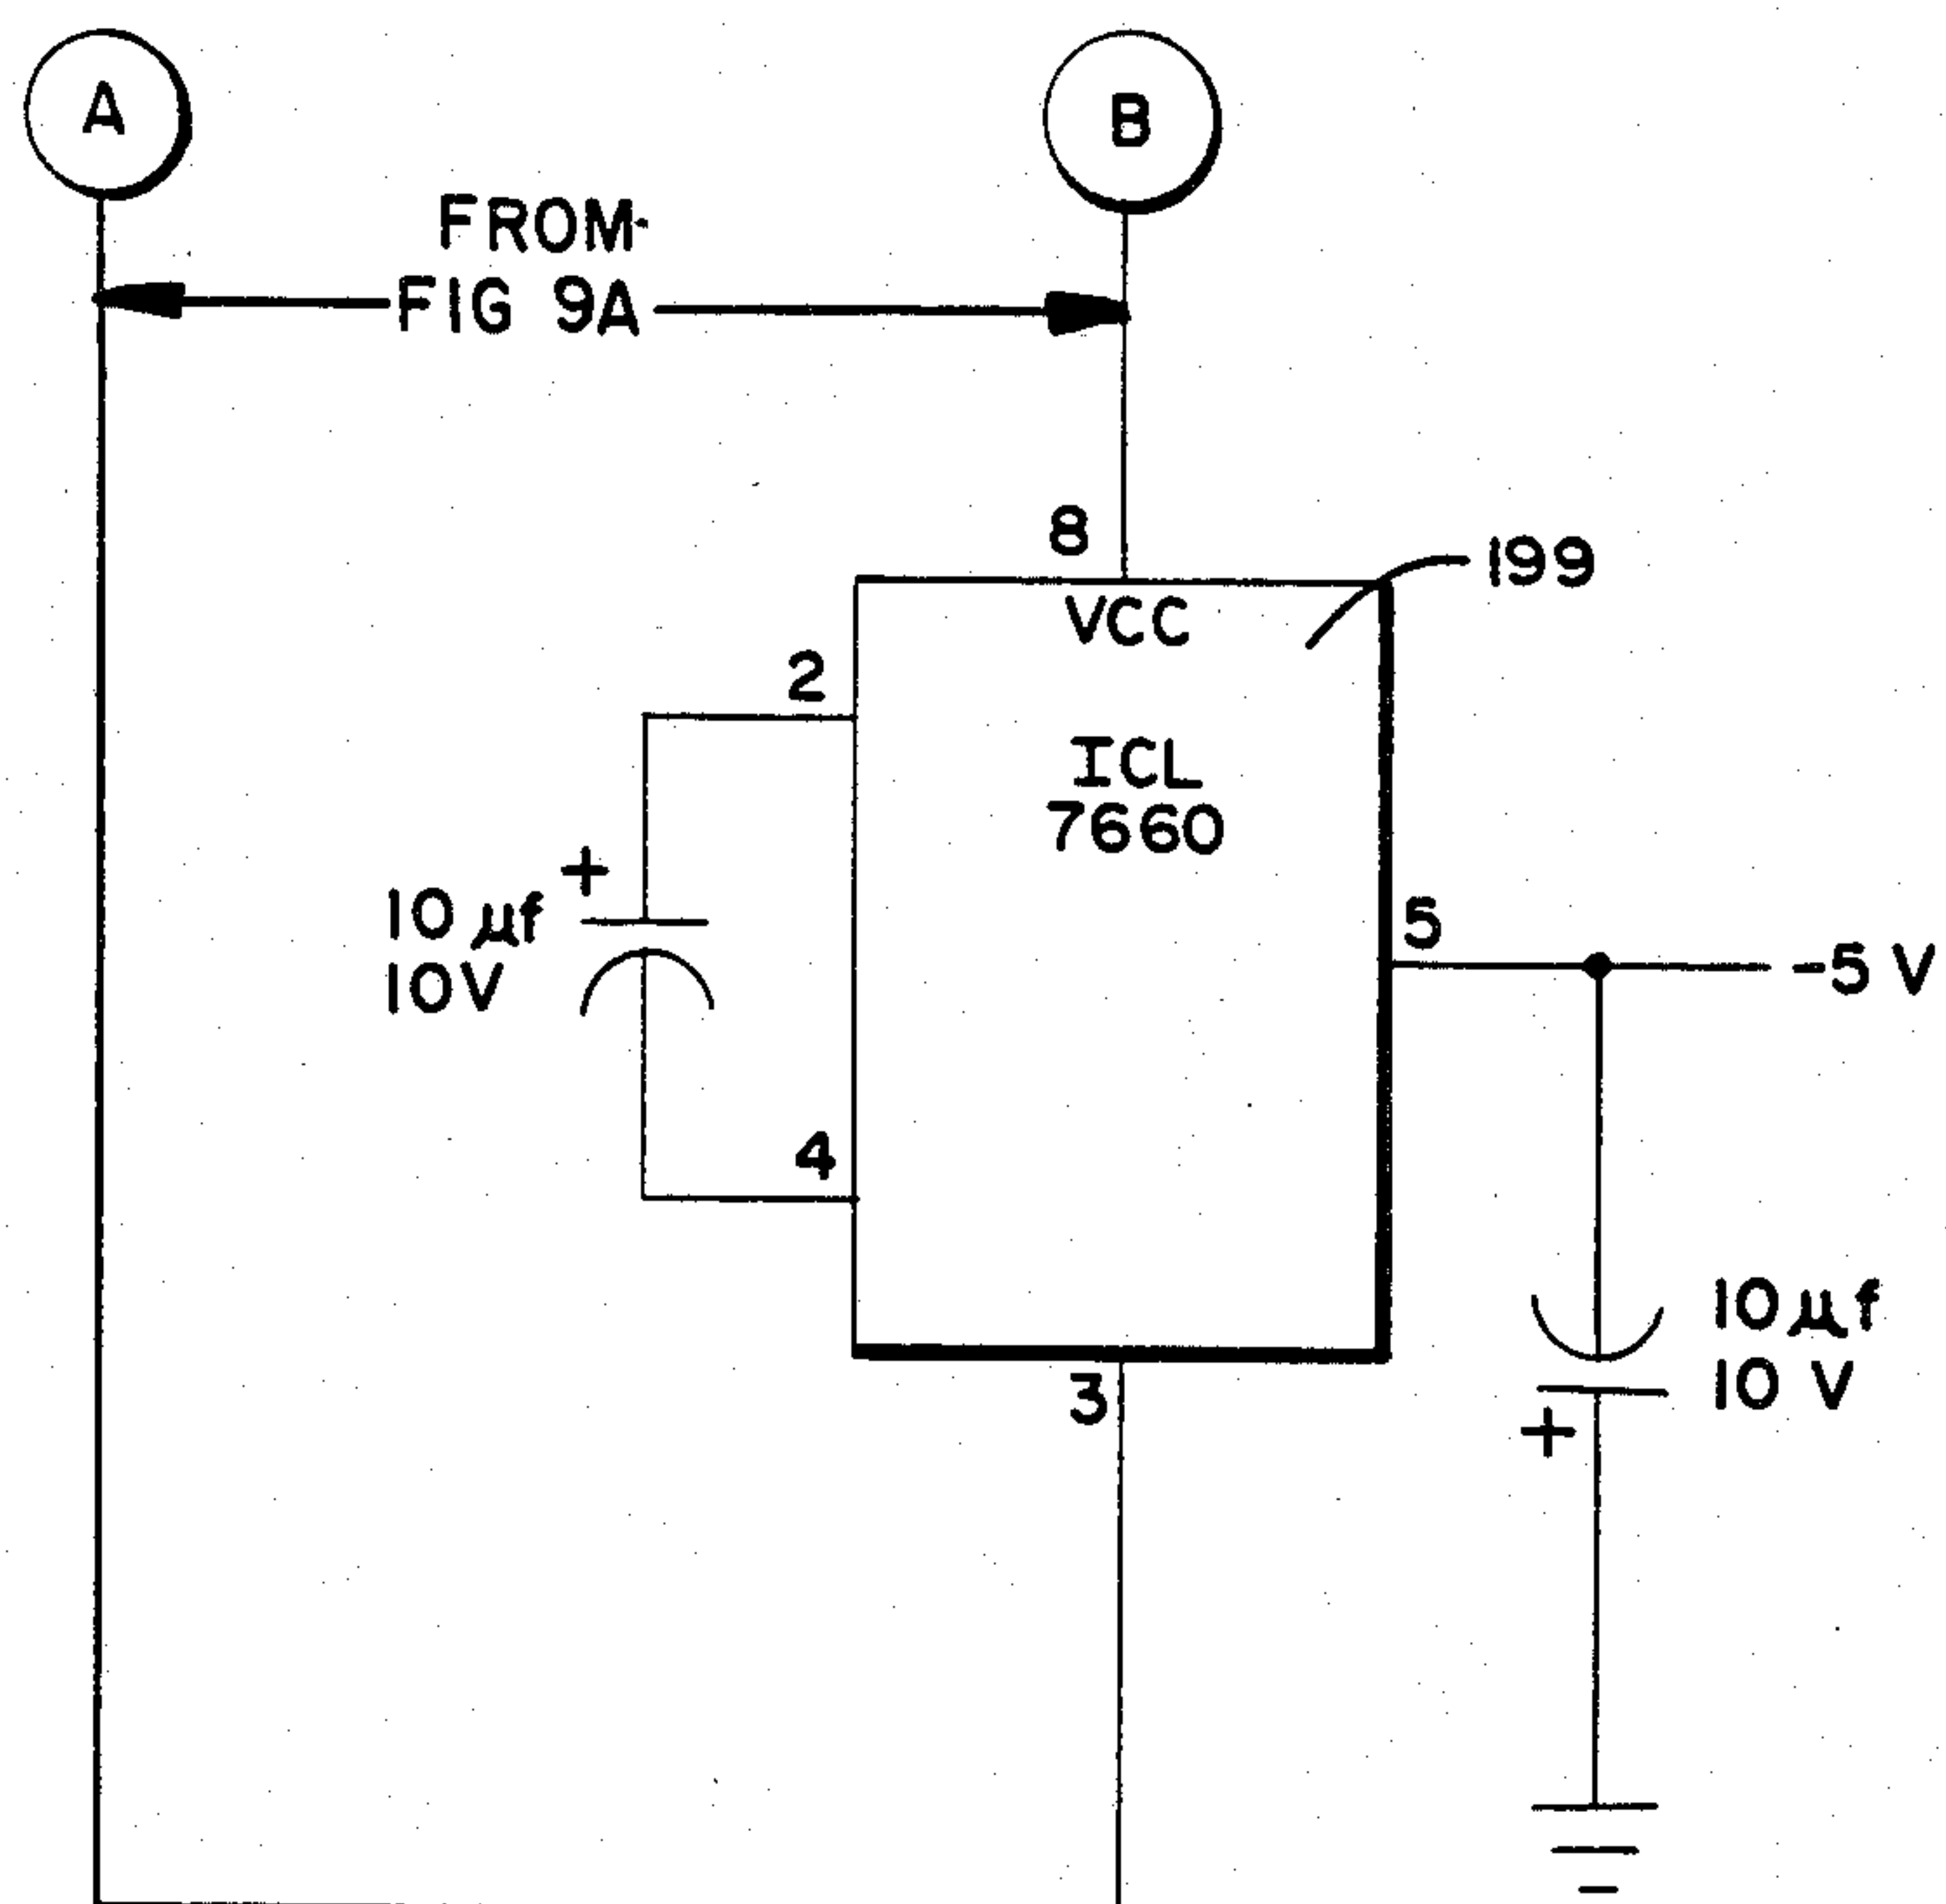 A
B
FROM
FIG 9A
8
199
VCC
2
ICL
7660
+
10 µf
10V
5
-5 V
4
10 µf
10 V
3
+